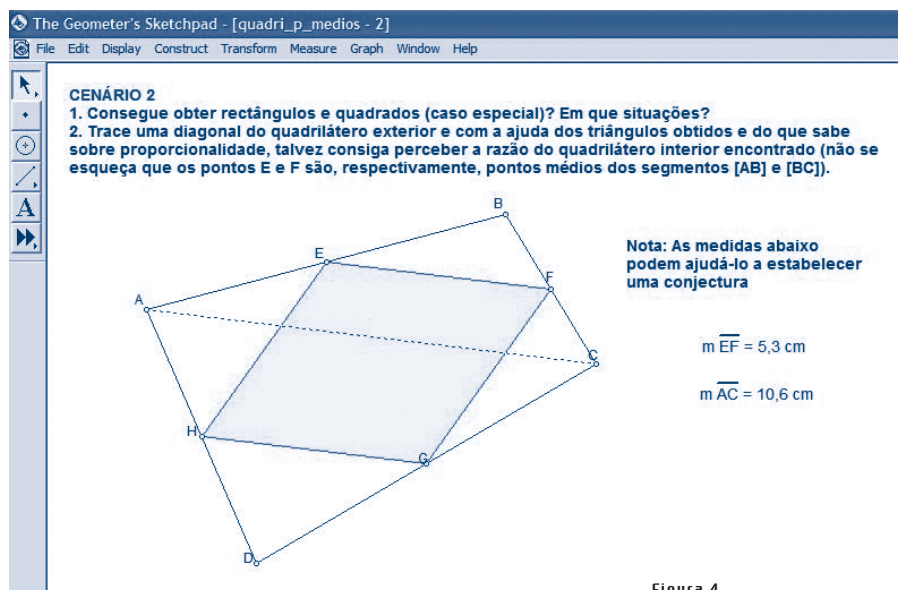 The Geometer's Sketchpad - [quadri_p_medios - 2]
File Edit Display Construct Transform Measure Graph Window Help
CENÁRIO 2
1. Consegue obter rectângulos e quadrados (caso especial)? Em que situações?
2. Trace uma diagonal do quadrilátero exterior e com a ajuda dos triângulos obtidos e do que sabe
sobre proporcionalidade, talvez consiga perceber a razão do quadrilátero interior encontrado (não se
esqueça que os pontos E e F são, respectivamente, pontos médios dos segmentos [AB] e [BC]).
B
E
F
A
C
H
G
D
A
Nota: As medidas abaixo
podem ajudá-lo a estabelecer
uma conjectura
m EF = 5,3 cm
m AC = 10,6 cm
Figura 4